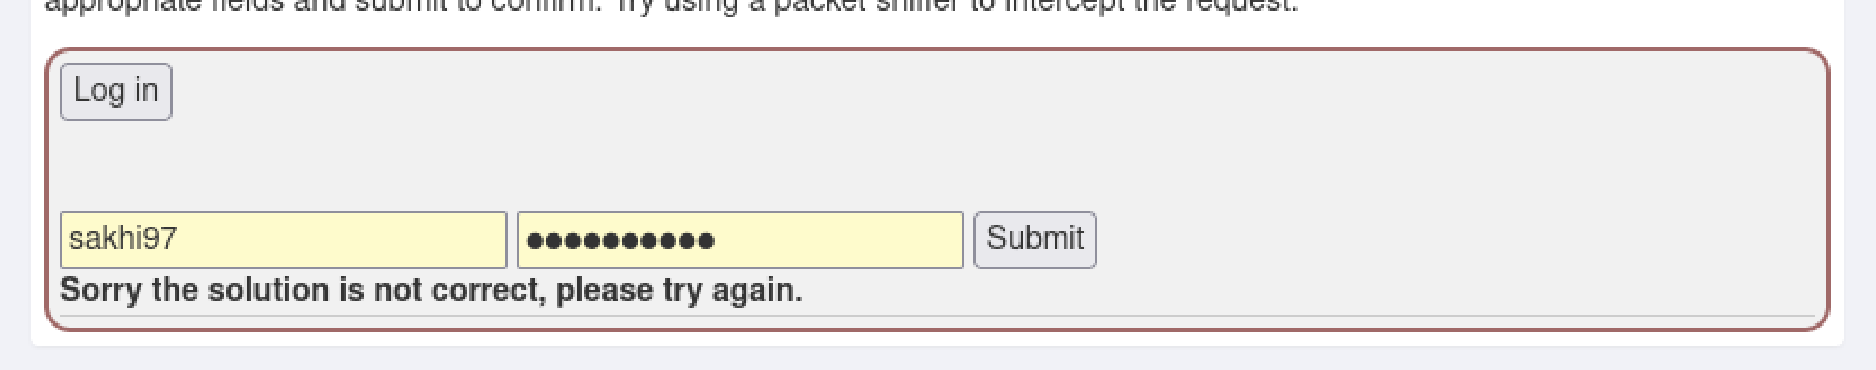 appropriate fields and submit to confirm. Try using a packet sniffer to intercept the request.
Log in
sakhi97 ●●●●●●●●●● Submit
Sorry the solution is not correct, please try again.